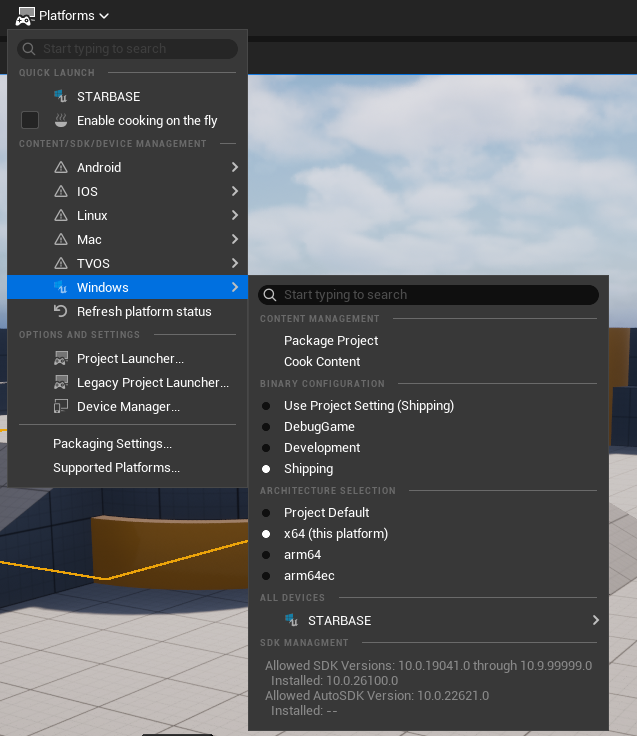 Platforms
Start typing to search
QUICK LAUNCH
STARBASE
Enable cooking on the fly
CONTENT/SDK/DEVICE MANAGEMENT
Android
IOS
Linux
Mac
TVOS
Windows
Refresh platform status
OPTIONS AND SETTINGS
Project Launcher...
Legacy Project Launcher...
Device Manager...
Packaging Settings...
Supported Platforms...
Start typing to search
CONTENT MANAGEMENT
Package Project
Cook Content
BINARY CONFIGURATION
Use Project Setting (Shipping)
DebugGame
Development
Shipping
ARCHITECTURE SELECTION
Project Default
x64 (this platform)
arm64
arm64ec
ALL DEVICES
STARBASE
SDK MANAGMENT
Allowed SDK Versions: 10.0.19041.0 through 10.9.99999.0
Installed: 10.0.26100.0
Allowed AutoSDK Version: 10.0.22621.0
Installed: --